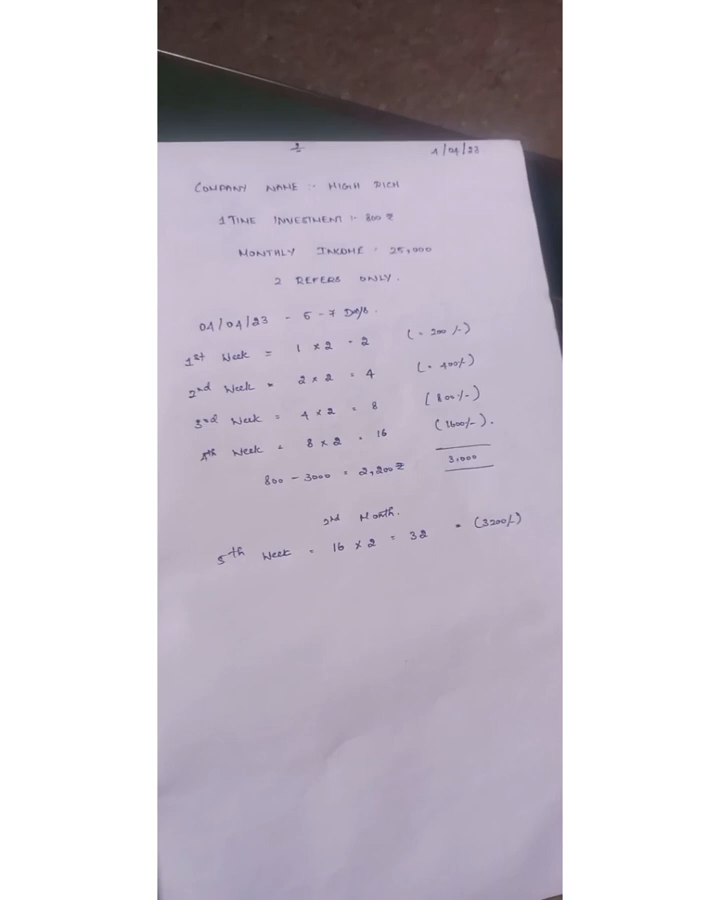 4/04/23
COMPANY NAME :- HIGH RICH
1 TIME INVESTMENT :- 800 ₹
MONTHLY INCOME : 25,000
2 REFERS ONLY.
04/04/23 - 5 - 7 Days.
1st Week = 1 x 2 = 2 (= 200/-)
2nd Week = 2 x 2 = 4 (= 400/-)
3rd Week = 4 x 2 = 8 (800/-)
4th Week = 8 x 2 = 16 (1600/-).
800 - 3000 = 2,200 ₹ 3,000
2nd Month.
5th Week = 16 x 2 = 32 = (3200/-)